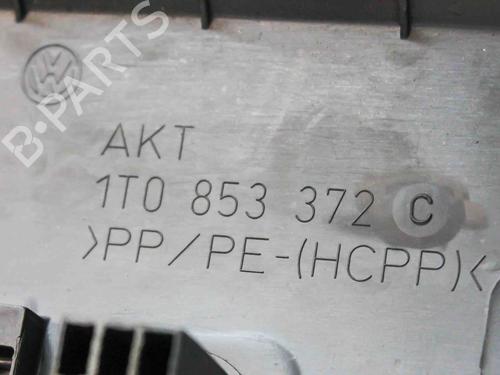 B-PARTS
AKT
1T0 853 372 C
>PP/PE-(HCPP)<